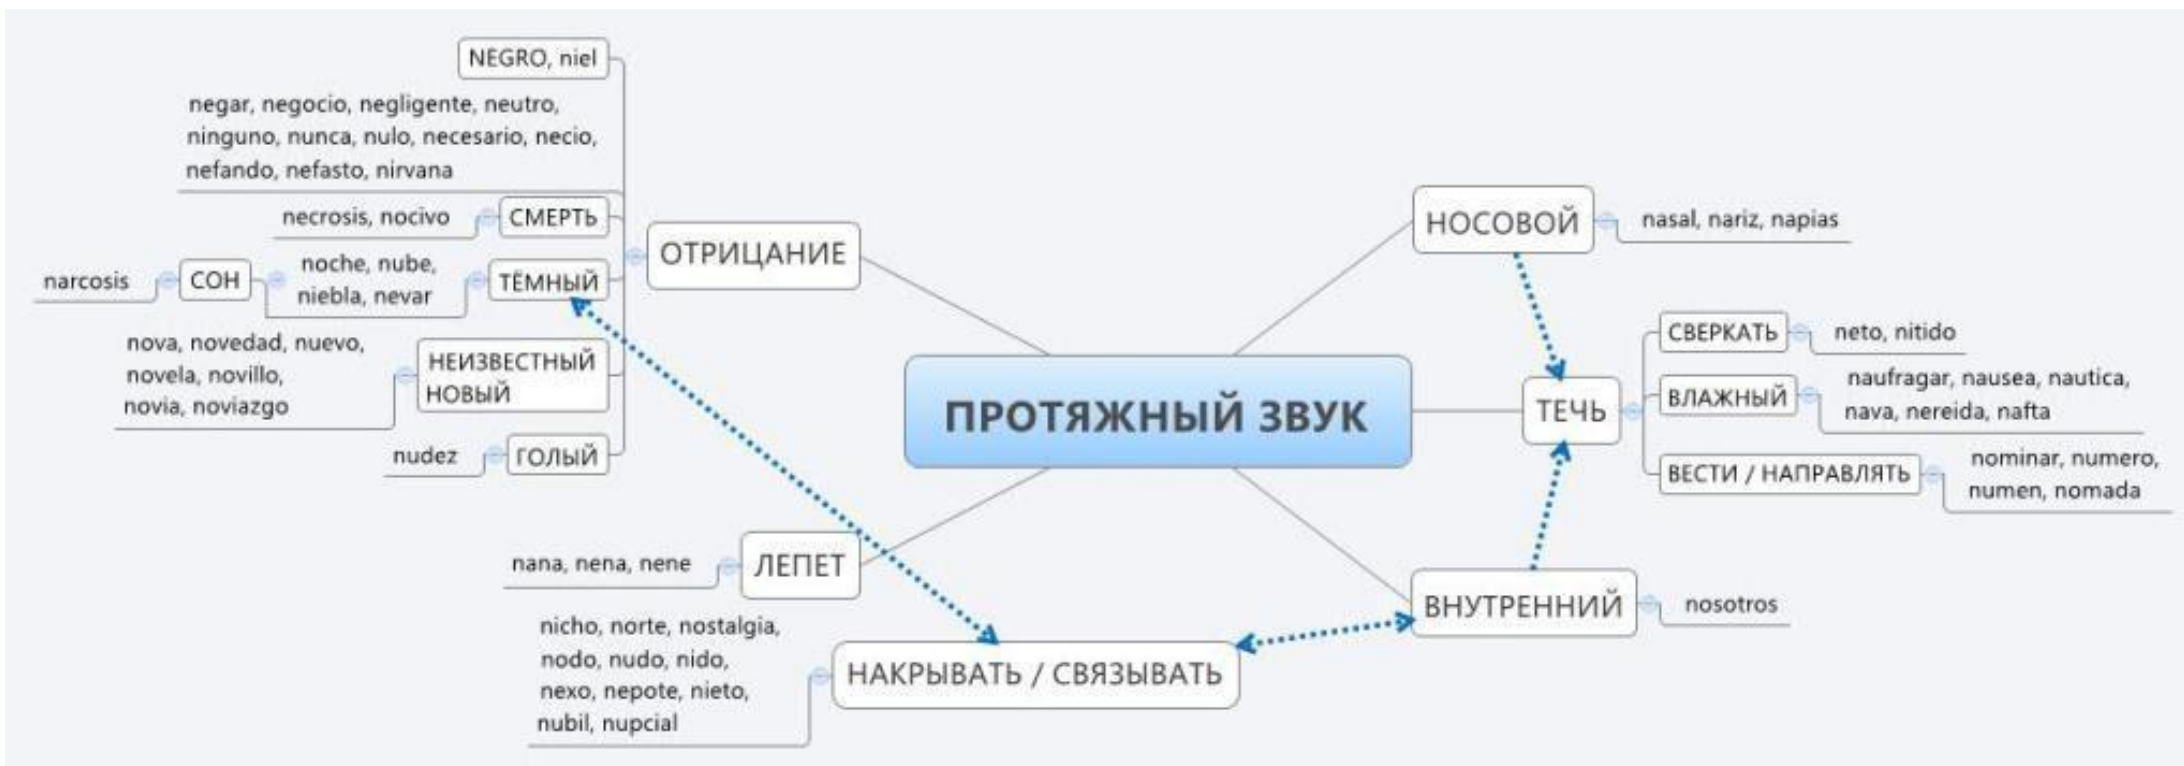 NEGRO, niel
negar, negocio, negligente, neutro,
ninguno, nunca, nulo, necesario, necio,
nefando, nefasto, nirvana
necrosis, nocivo
СМЕРТЬ
narcosis
СОН
noche, nube,
niebla, nevar
ТЁМНЫЙ
nova, novedad, nuevo,
novela, novillo,
novia, noviazgo
НЕИЗВЕСТНЫЙ
НОВЫЙ
nudez
ГОЛЫЙ
ОТРИЦАНИЕ
ПРОТЯЖНЫЙ ЗВУК
nana, nena, nene
ЛЕПЕТ
nicho, norte, nostalgia,
nodo, nudo, nido,
nexo, nepote, nieto,
nubil, nupcial
НАКРЫВАТЬ / СВЯЗЫВАТЬ
НОСОВОЙ
nasal, nariz, napias
ТЕЧЬ
СВЕРКАТЬ
neto, nitido
ВЛАЖНЫЙ
naufragar, nausea, nautica,
nava, nereida, nafta
ВЕСТИ / НАПРАВЛЯТЬ
nominar, numero,
numen, nomada
ВНУТРЕННИЙ
nosotros